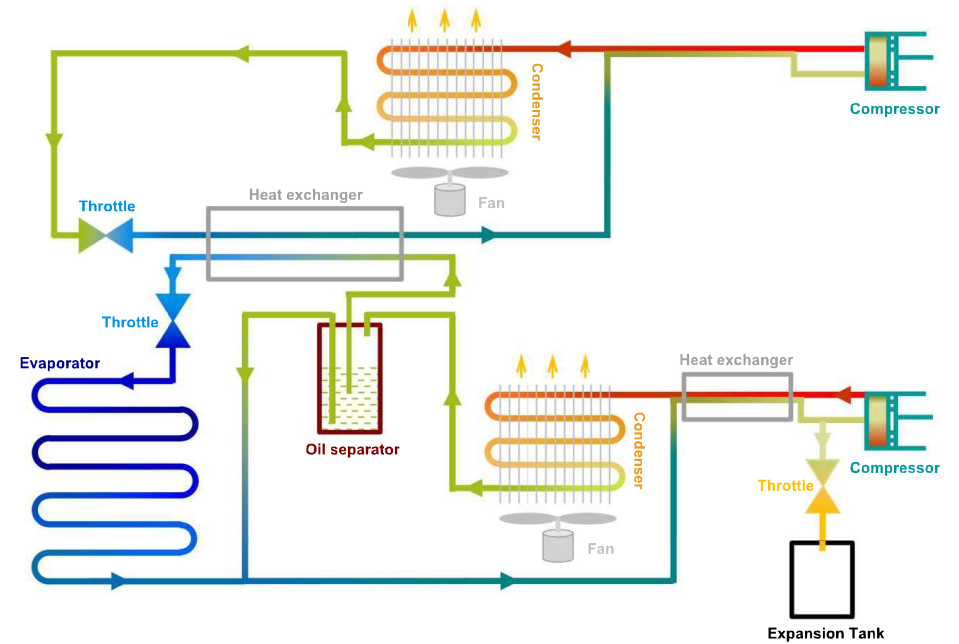 Condenser
Compressor
Fan
Heat exchanger
Throttle
Throttle
Evaporator
Heat exchanger
Oil separator
Condenser
Compressor
Throttle
Fan
Expansion Tank